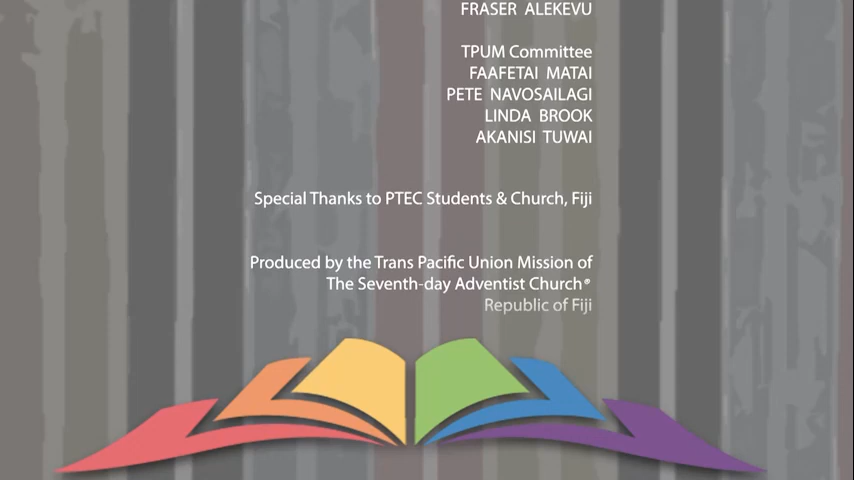 FRASER ALEKEVU
TPUM Committee
FAAFETAI MATAI
PETE NAVOSAILAGI
LINDA BROOK
AKANISI TUWAI
Special Thanks to PTEC Students & Church, Fiji
Produced by the Trans Pacific Union Mission of
The Seventh-day Adventist Church®
Republic of Fiji